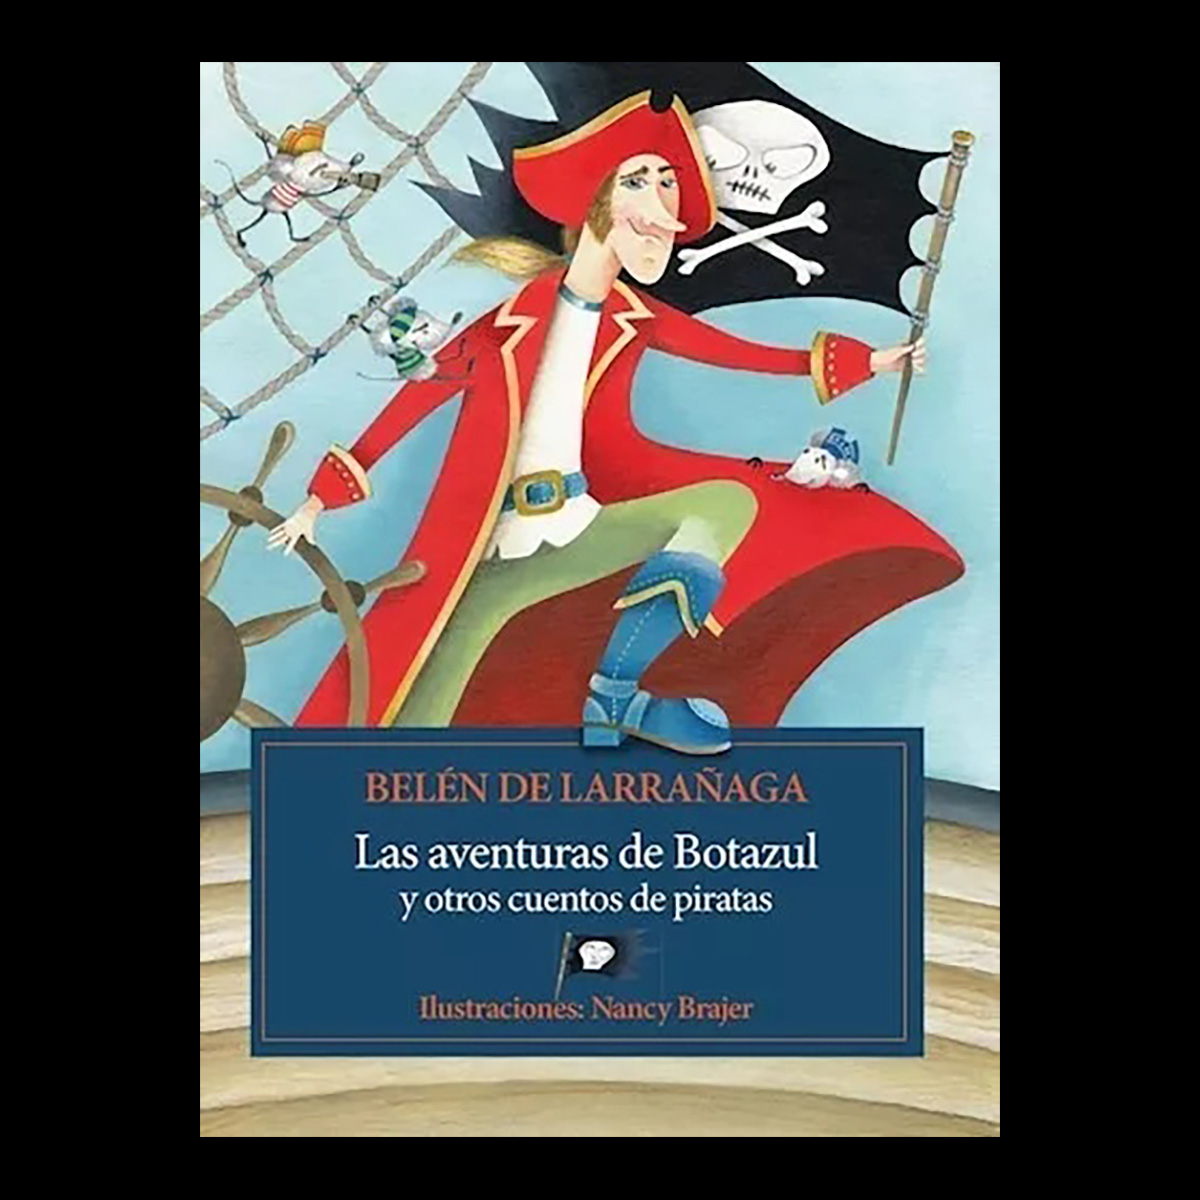 BELÉN DE LARRAÑAGA
Las aventuras de Botazul
y otros cuentos de piratas
Ilustraciones: Nancy Brajer